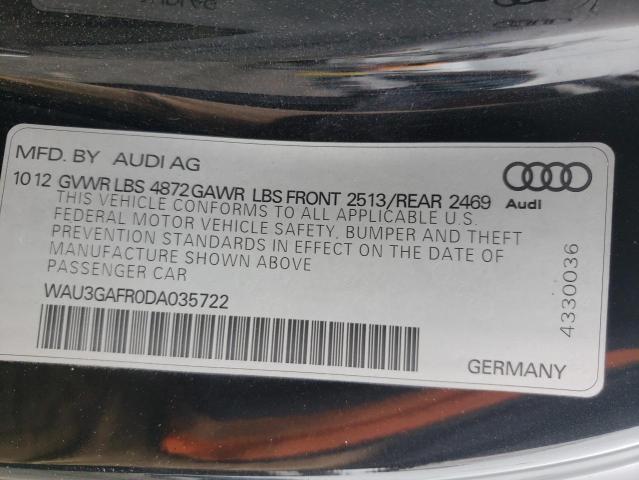 MFD. BY AUDI AG
10 12 GVWR LBS 4872 GAWR LBS FRONT 2513/REAR 2469
Audi
THIS VEHICLE CONFORMS TO ALL APPLICABLE U.S.
FEDERAL MOTOR VEHICLE SAFETY, BUMPER AND THEFT
PREVENTION STANDARDS IN EFFECT ON THE DATE OF
MANUFACTURE SHOWN ABOVE
PASSENGER CAR
WAU3GAFR0DA035722
4330036
GERMANY